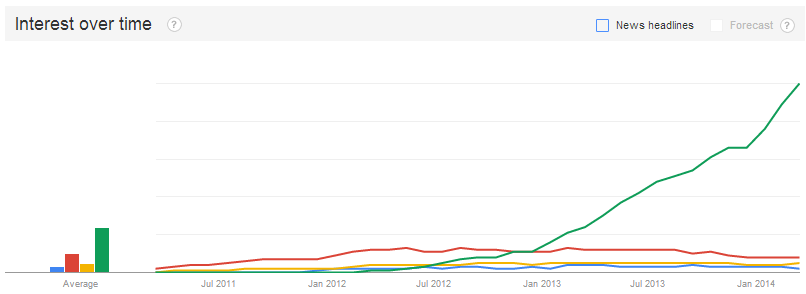 Interest over time ?
News headlines Forecast ?
Average Jul 2011 Jan 2012 Jul 2012 Jan 2013 Jul 2013 Jan 2014